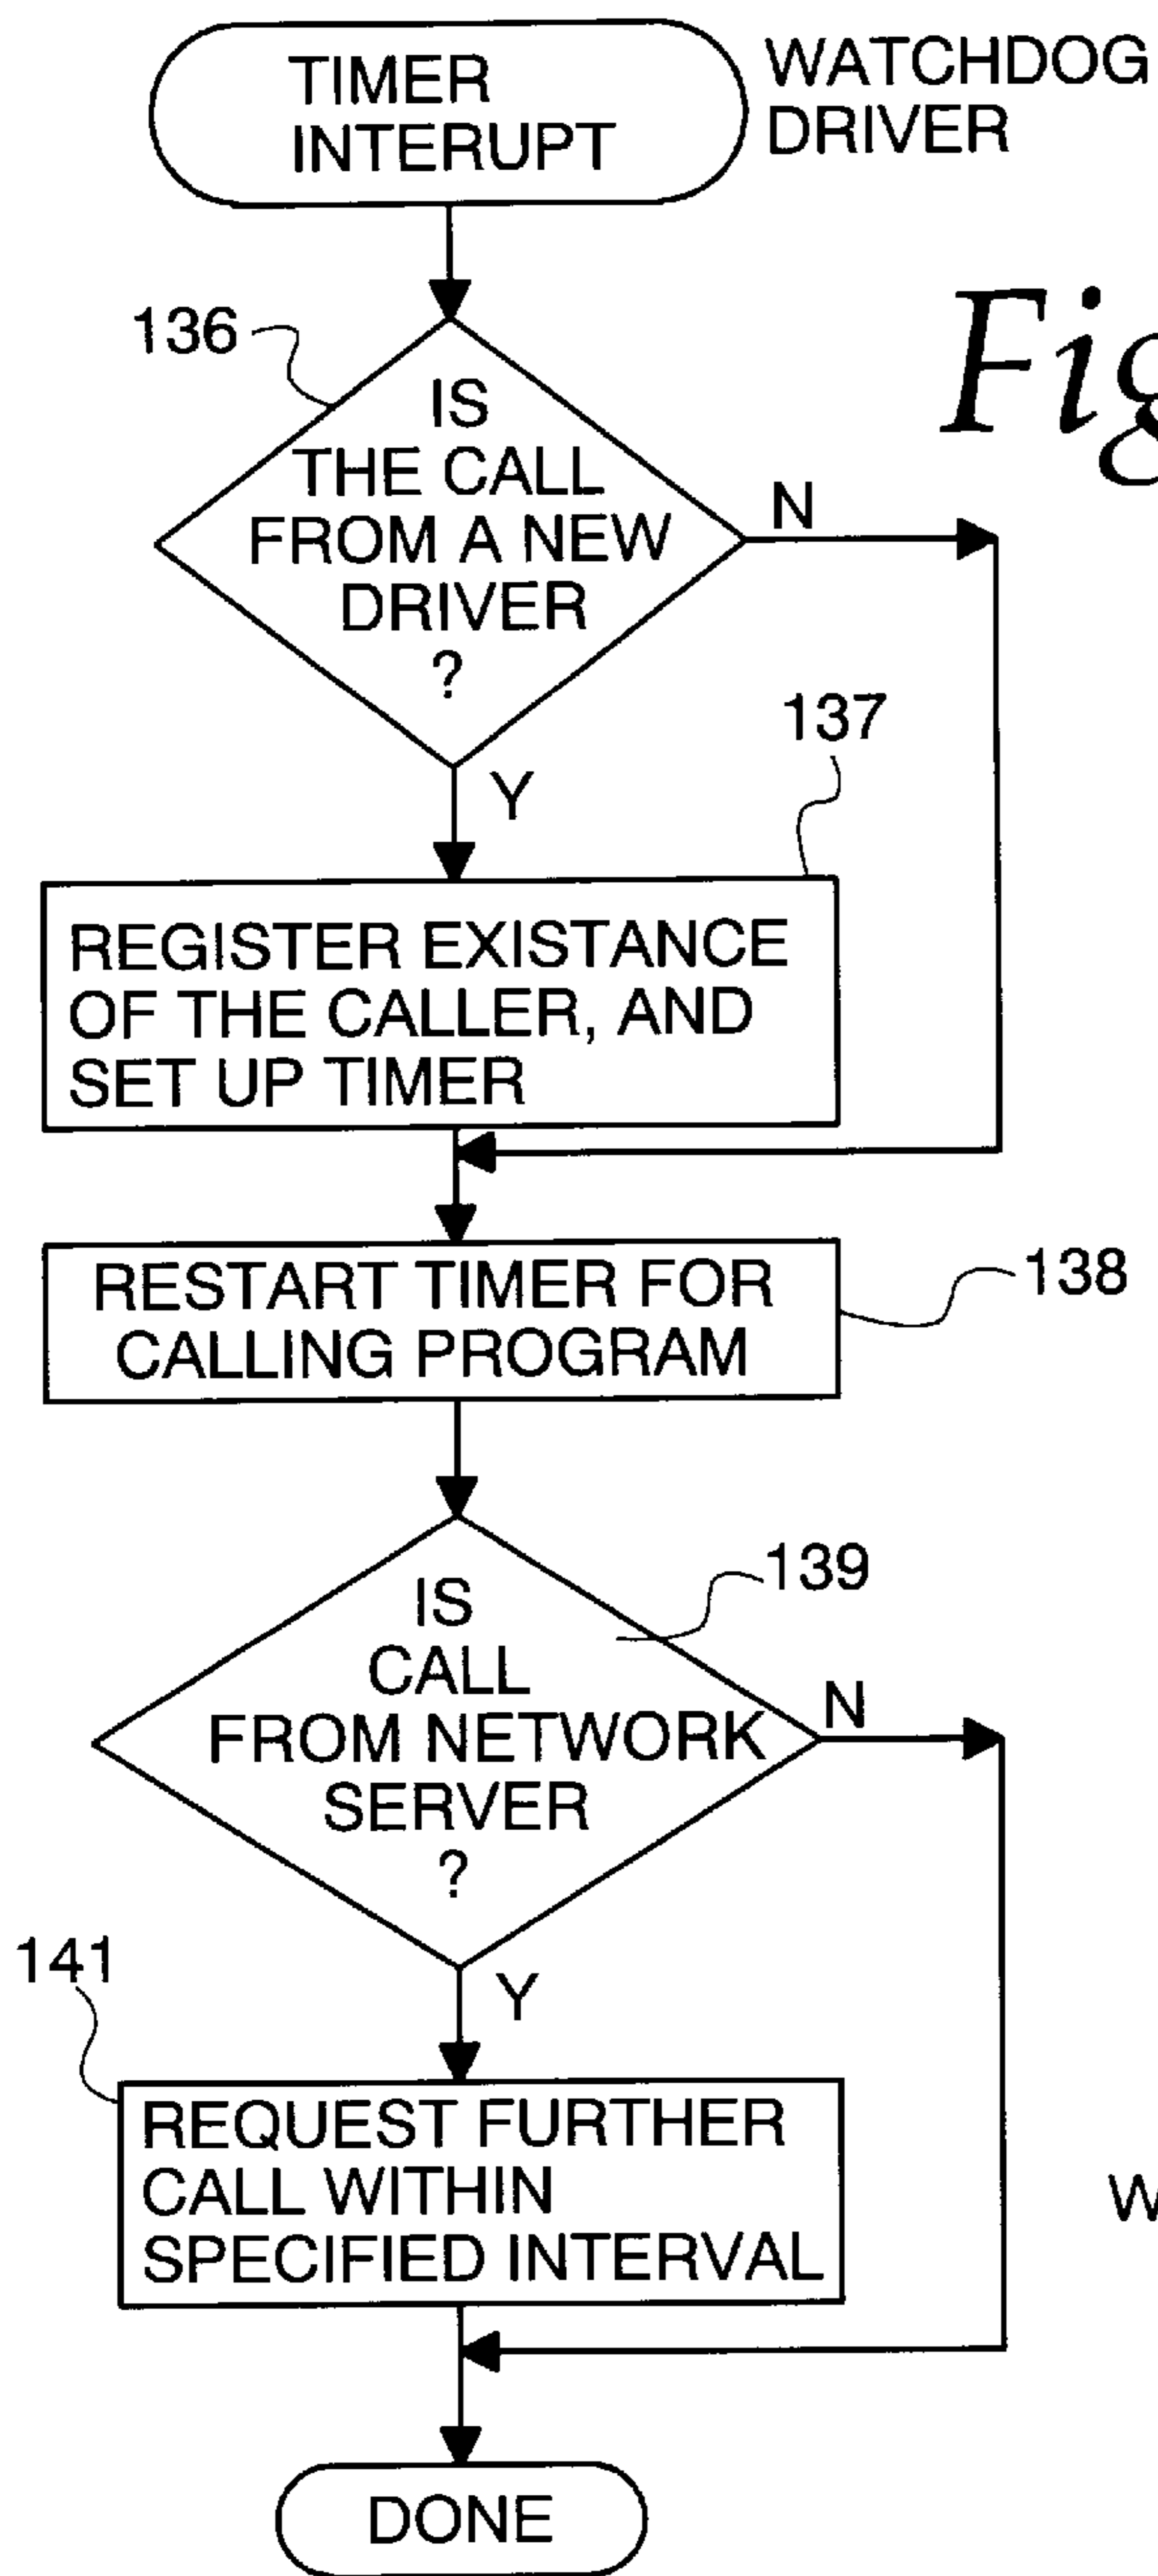 TIMER
INTERUPT
WATCHDOG
DRIVER
Fig
136
IS
THE CALL
FROM A NEW
DRIVER
?
N
Y
137
REGISTER EXISTANCE
OF THE CALLER, AND
SET UP TIMER
RESTART TIMER FOR
CALLING PROGRAM
138
139
IS
CALL
FROM NETWORK
SERVER
?
N
Y
141
REQUEST FURTHER
CALL WITHIN
SPECIFIED INTERVAL
W
DONE